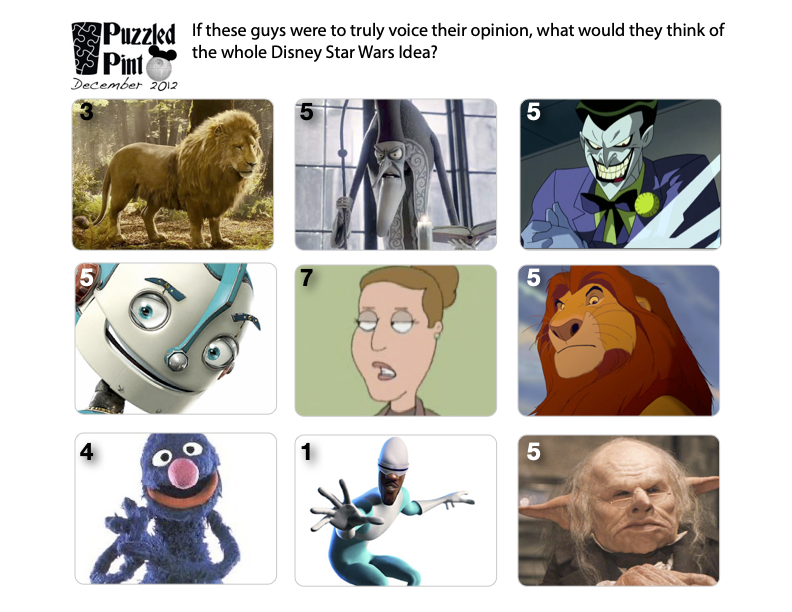 Puzzled
Pint
December 2012
If these guys were to truly voice their opinion, what would they think of
the whole Disney Star Wars Idea?
3
5
5
5
7
5
4
1
5